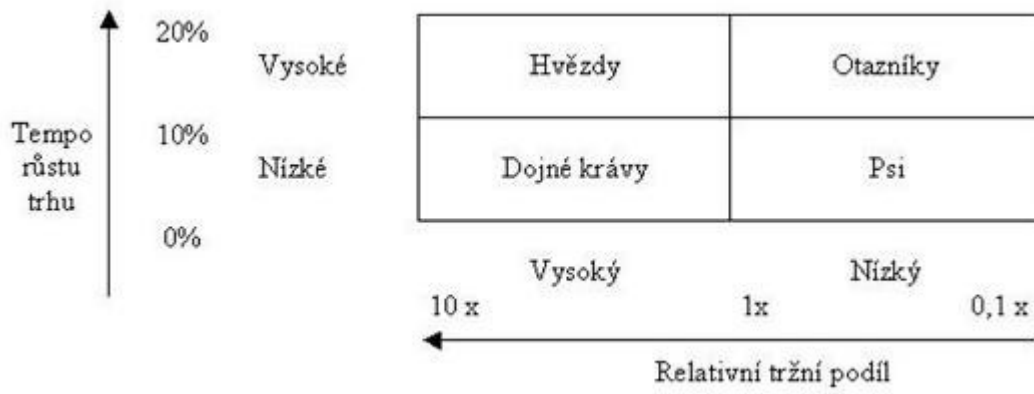 20%
Vysoké
Hvězdy
Otazníky
Tempo
růstu
trhu
10%
Nízké
Dojné krávy
Psi
0%
Vysoký
Nízký
10 x
1x
0,1 x
Relativní tržní podíl